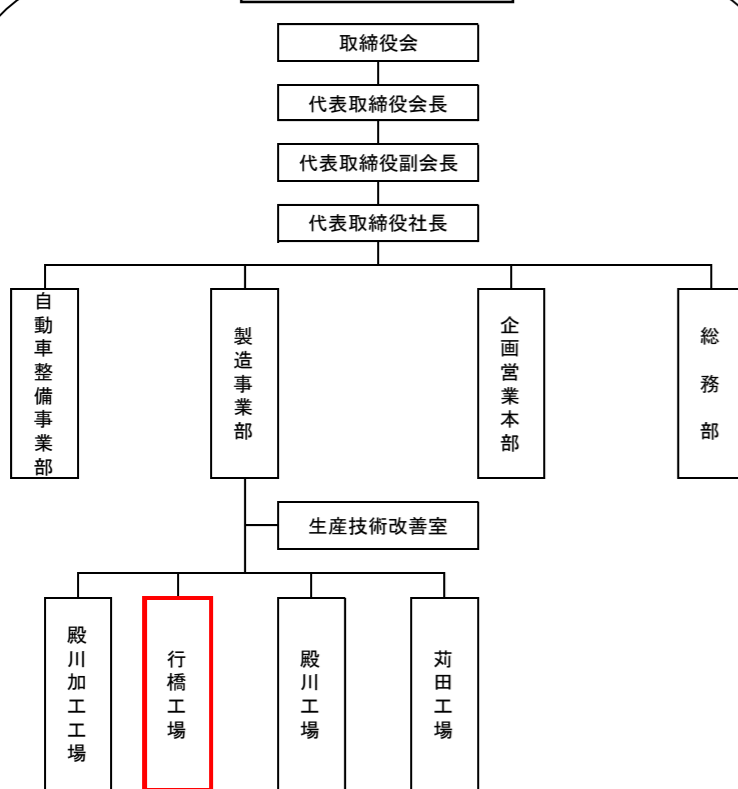 取締役会
代表取締役会長
代表取締役副会長
代表取締役社長
自動車整備事業部
製造事業部
企画営業本部
総務部
生産技術改善室
殿川加工工場
行橋工場
殿川工場
苅田工場